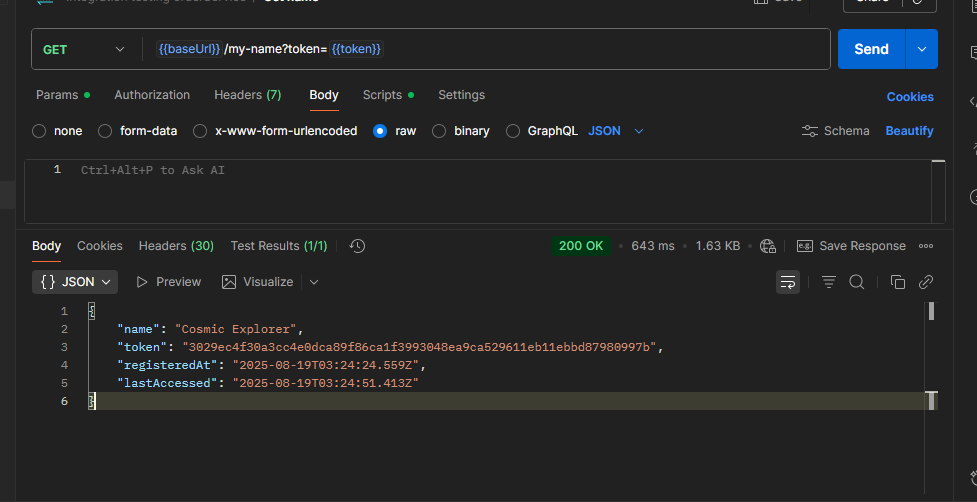 GET {{baseUrl}}/my-name?token={{token}} Send
Params Authorization Headers (7) Body Scripts Settings Cookies
none form-data x-www-form-urlencoded raw binary GraphQL JSON Schema Beautify
1 Ctrl+Alt+P to Ask AI
Body Cookies Headers (30) Test Results (1/1) 200 OK • 643 ms • 1.63 KB • e.g. Save Response
{} JSON Preview Visualize
1 {
2 "name": "Cosmic Explorer",
3 "token": "3029ec4f30a3cc4e0dca89f86ca1f3993048ea9ca529611eb11ebbd87980997b",
4 "registeredAt": "2025-08-19T03:24:24.559Z",
5 "lastAccessed": "2025-08-19T03:24:51.413Z"
6 }